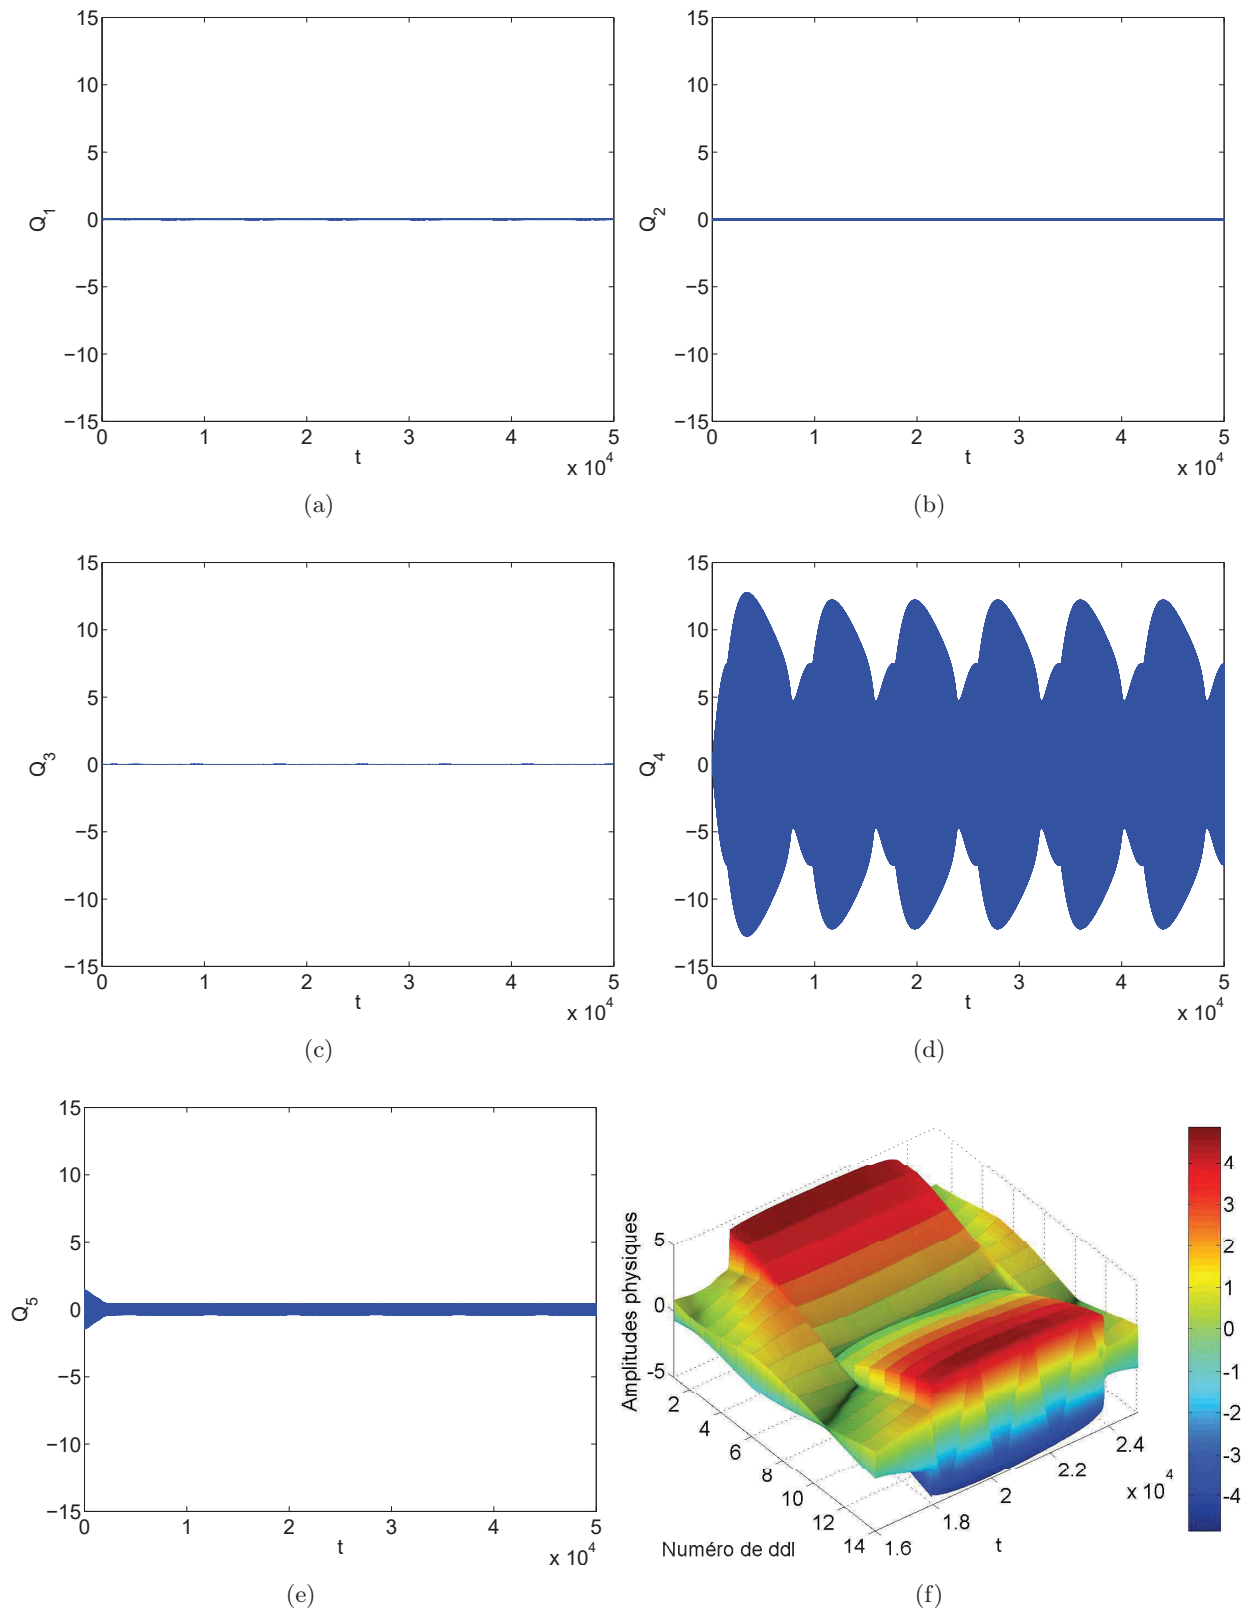 15
10
5
0
−5
−10
−15
Q1
0 1 2 3 4 5
t
x 10^4
(a)
15
10
5
0
−5
−10
−15
Q2
0 1 2 3 4 5
t
x 10^4
(b)
15
10
5
0
−5
−10
−15
Q3
0 1 2 3 4 5
t
x 10^4
(c)
15
10
5
0
−5
−10
−15
Q4
0 1 2 3 4 5
t
x 10^4
(d)
15
10
5
0
−5
−10
−15
Q5
0 1 2 3 4 5
t
x 10^4
(e)
Amplitudes physiques
5
0
-5
2
4
6
8
10
12
14
Numéro de ddl
1.6
1.8
2
2.2
2.4
x 10^4
t
4
3
2
1
0
-1
-2
-3
-4
(f)